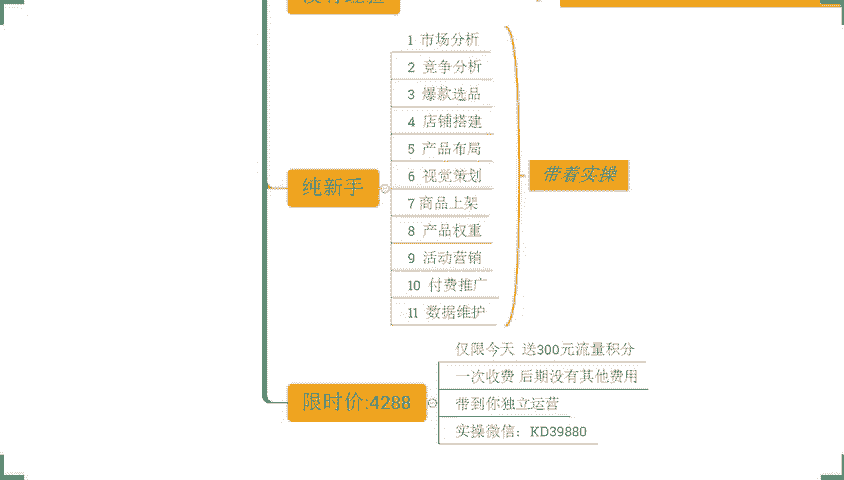 纯新手
1 市场分析
2 竞争分析
3 爆款选品
4 店铺搭建
5 产品布局
6 视觉策划
7 商品上架
8 产品权重
9 活动营销
10 付费推广
11 数据维护
带着实操
限时价:4288
仅限今天 送300元流量积分
一次收费 后期没有其他费用
带到你独立运营
实操微信：KD39880